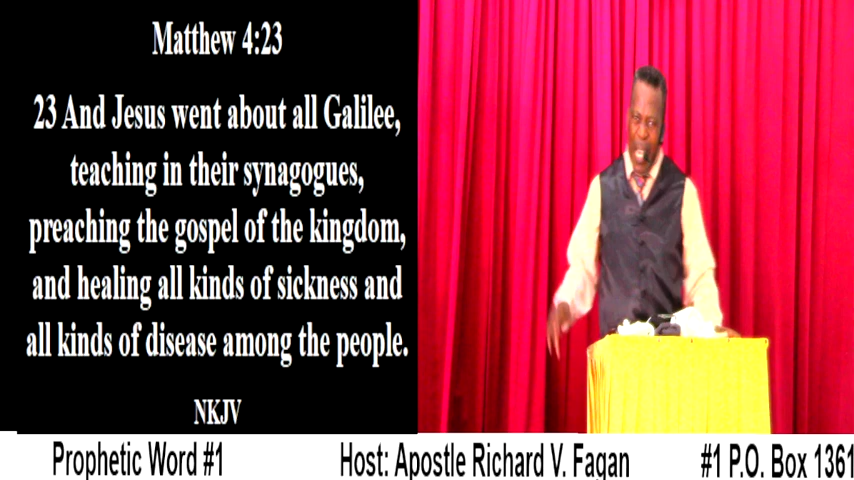 Matthew 4:23
23 And Jesus went about all Galilee,
teaching in their synagogues,
preaching the gospel of the kingdom,
and healing all kinds of sickness and
all kinds of disease among the people.
NKJV
Prophetic Word #1 Host: Apostle Richard V. Fagan #1 P.O. Box 1361